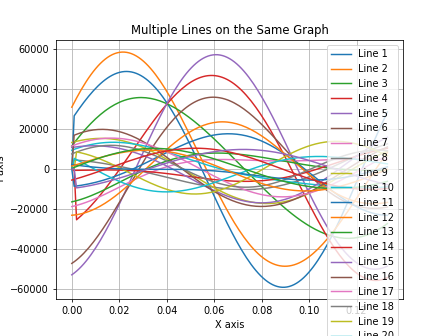 Multiple Lines on the Same Graph
60000
40000
20000
0
−20000
−40000
−60000
0.00
0.02
0.04
0.06
0.08
0.10
X axis
Line 1
Line 2
Line 3
Line 4
Line 5
Line 6
Line 7
Line 8
Line 9
Line 10
Line 11
Line 12
Line 13
Line 14
Line 15
Line 16
Line 17
Line 18
Line 19
Line 20